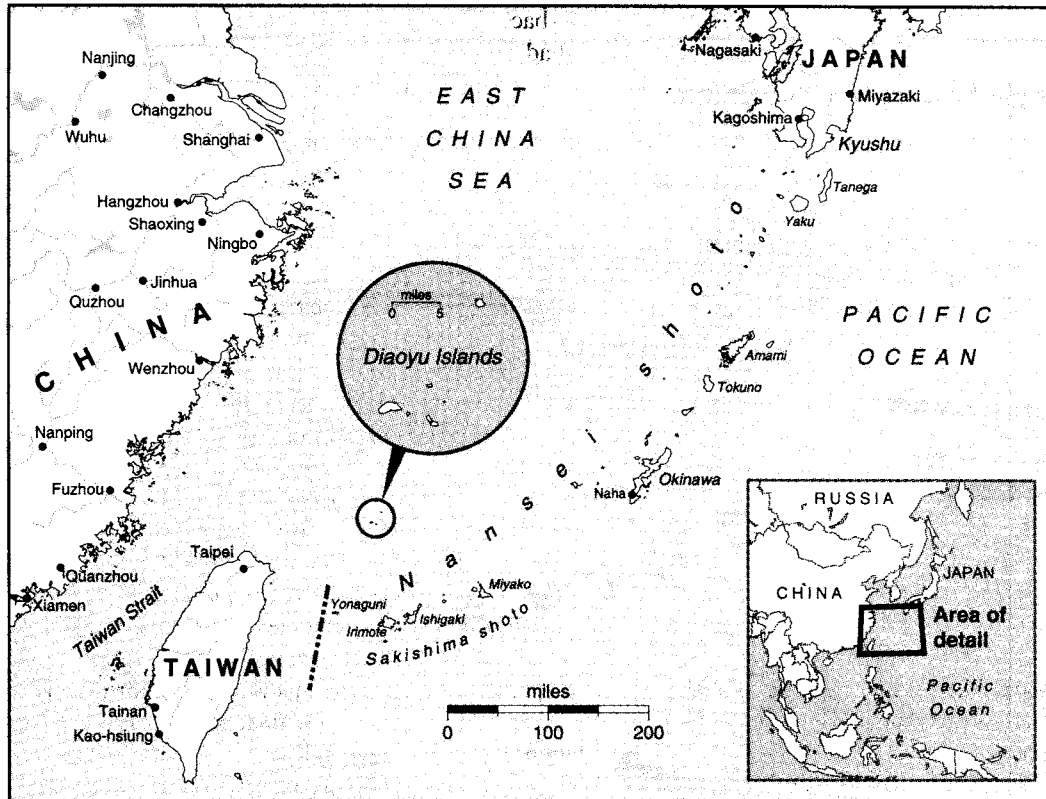 Nanjing
Changzhou
Wuhu
Shanghai
Hangzhou
Shaoxing
Ningbo
Jinhua
Quzhou
CHINA
Wenzhou
Nanping
Fuzhou
Quanzhou
Xiamen
Taiwan Strait
Taipei
TAIWAN
Tainan
Kao-hsiung
EAST
CHINA
SEA
miles
0 5
Diaoyu Islands
Nagasaki
JAPAN
Miyazaki
Kagoshima
Kyushu
Tanega
Yaku
Nansei shoto
PACIFIC
OCEAN
Amami
Tokuno
Okinawa
Naha
Miyako
Yonaguni
Ishigaki
Irimote
Sakishima shoto
miles
0 100 200
RUSSIA
JAPAN
CHINA
Area of
detail
Pacific
Ocean